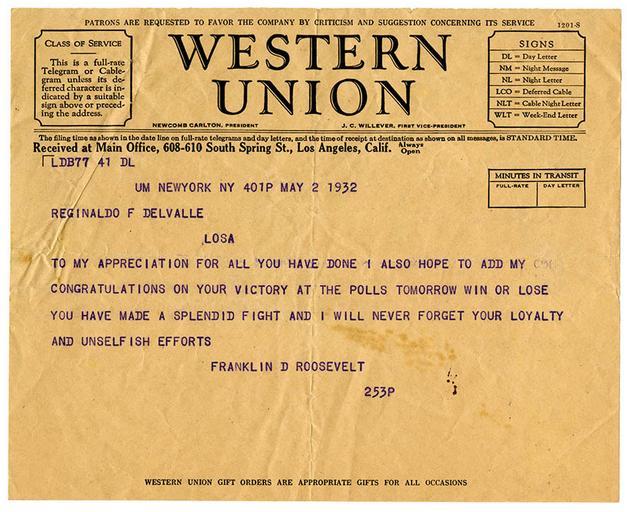 PATRONS ARE REQUESTED TO FAVOR THE COMPANY BY CRITICISM AND SUGGESTION CONCERNING ITS SERVICE
1201-S
CLASS OF SERVICE
This is a full-rate
Telegram or Cable-
gram unless its de-
ferred character is in-
dicated by a suitable
sign above or preced-
ing the address.
WESTERN
UNION
NEWCOMB CARLTON, PRESIDENT
J. C. WILLEVER, FIRST VICE-PRESIDENT
SIGNS
DL = Day Letter
NM = Night Message
NL = Night Letter
LCO = Deferred Cable
NLT = Cable Night Letter
WLT = Week-End Letter
The filing time as shown in the date line on full-rate telegrams and day letters, and the time of receipt at destination as shown on all messages, is STANDARD TIME.
Received at Main Office, 608-610 South Spring St., Los Angeles, Calif. Always Open
MINUTES IN TRANSIT
FULL-RATE DAY LETTER
LDB77 41 DL
UM NEWYORK NY 401P MAY 2 1932
REGINALDO F DELVALLE
LOSA
TO MY APPRECIATION FOR ALL YOU HAVE DONE I ALSO HOPE TO ADD MY
CONGRATULATIONS ON YOUR VICTORY AT THE POLLS TOMORROW WIN OR LOSE
YOU HAVE MADE A SPLENDID FIGHT AND I WILL NEVER FORGET YOUR LOYALTY
AND UNSELFISH EFFORTS
FRANKLIN D ROOSEVELT
253P
WESTERN UNION GIFT ORDERS ARE APPROPRIATE GIFTS FOR ALL OCCASIONS